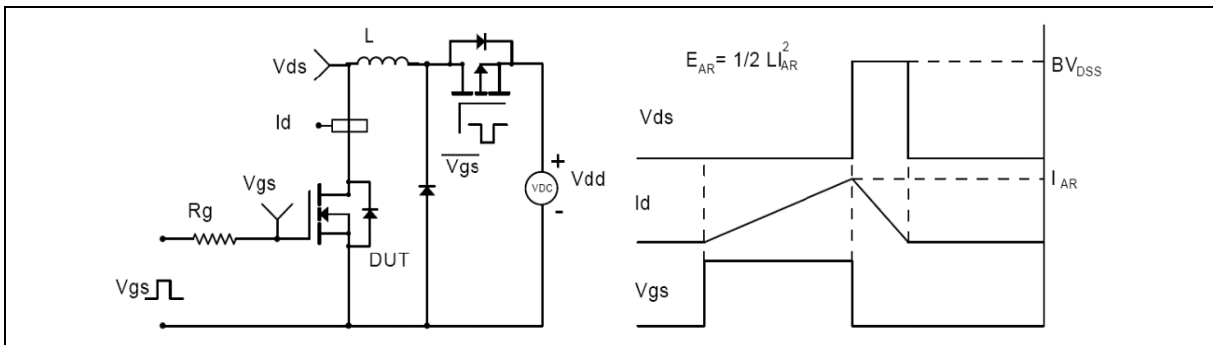 L
Vds
Id
Vgs
Rg
Vgs
DUT
Vgs
+
VDC
-
Vdd
E_AR = 1/2 LI_AR^2
Vds
BV_DSS
Id
I_AR
Vgs